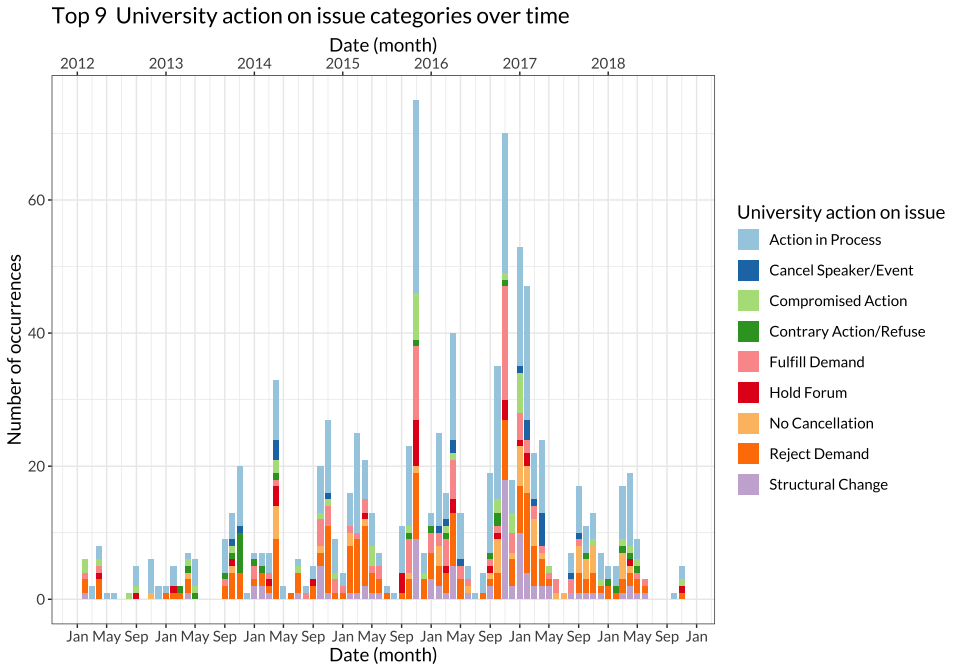 Top 9 University action on issue categories over time
Date (month)
2012 2013 2014 2015 2016 2017 2018
Number of occurrences
60
40
20
0
Jan May Sep Jan May Sep Jan May Sep Jan May Sep Jan May Sep Jan May Sep Jan May Sep Jan
Date (month)
University action on issue
Action in Process
Cancel Speaker/Event
Compromised Action
Contrary Action/Refuse
Fulfill Demand
Hold Forum
No Cancellation
Reject Demand
Structural Change